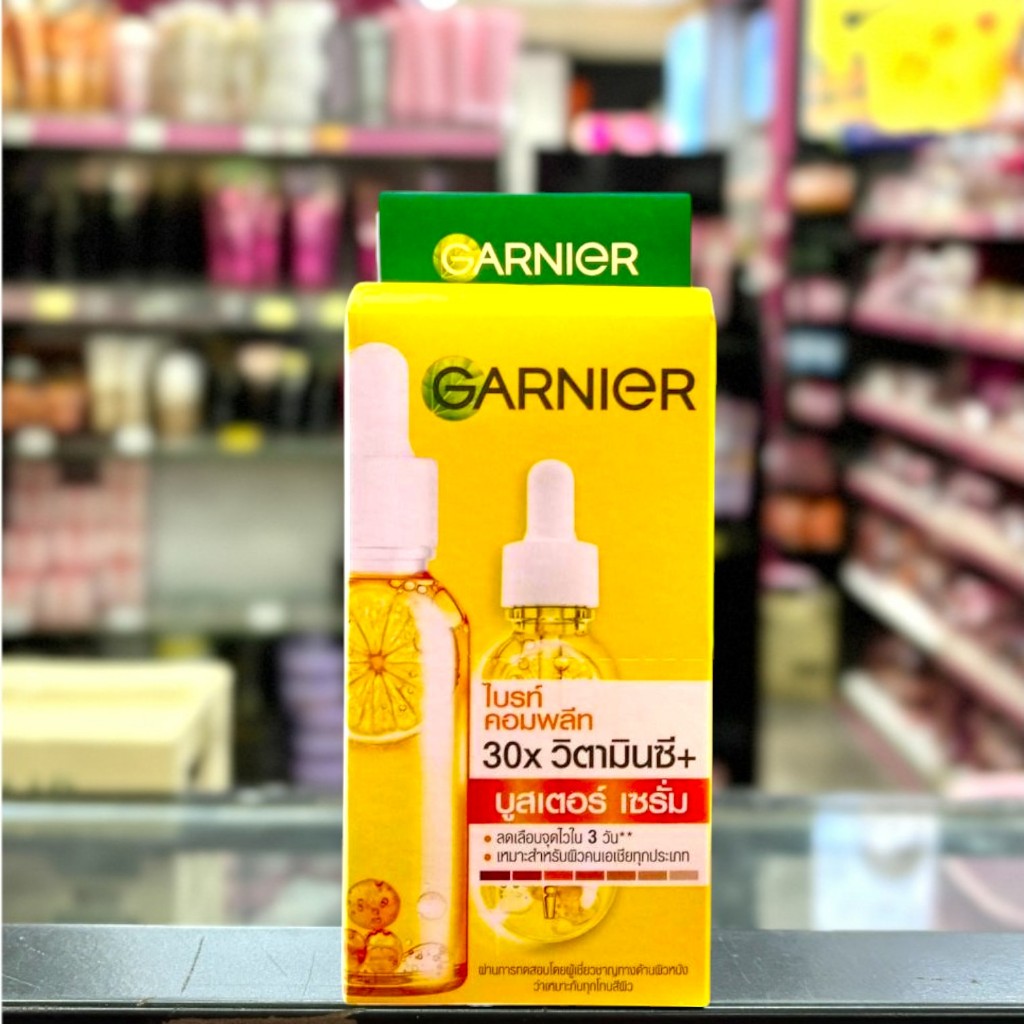 GARNIER
GARNIER
ไบรท์
คอมพลีท
30x วิตามินซี+
บูสเตอร์ เซรั่ม
• ลดเลือนจุดไวใน 3 วัน**
• เหมาะสำหรับผิวคนเอเชียทุกประเภท
ผ่านการทดสอบโดยผู้เชี่ยวชาญทางด้านผิวหนัง
ว่าเหมาะกับทุกโทนสีผิว